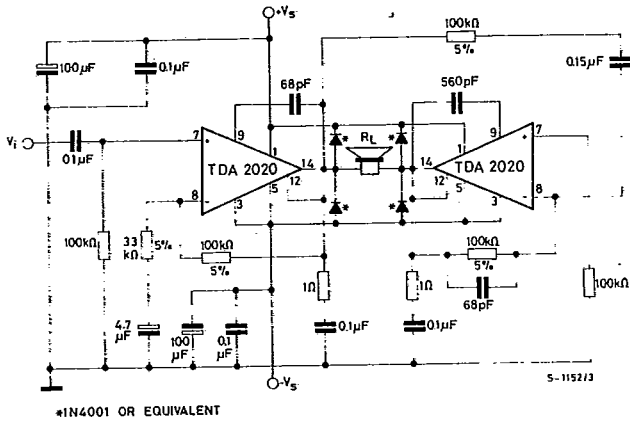 +Vs
100kΩ
5%
100µF
0.1µF
68pF
560pF
0.15µF
RL
*
*
Vi
0.1µF
7
9
1
14
+
TDA 2020
12
5
8
-
3
*
*
14
9
7
1
+
TDA 2020
12
5
8
-
3
100kΩ
33
kΩ
5%
100kΩ
5%
100kΩ
5%
1Ω
1Ω
68pF
100kΩ
4.7
µF
100
µF
0.1
µF
0.1µF
0.1µF
-Vs
S-1152/3
*1N4001 OR EQUIVALENT